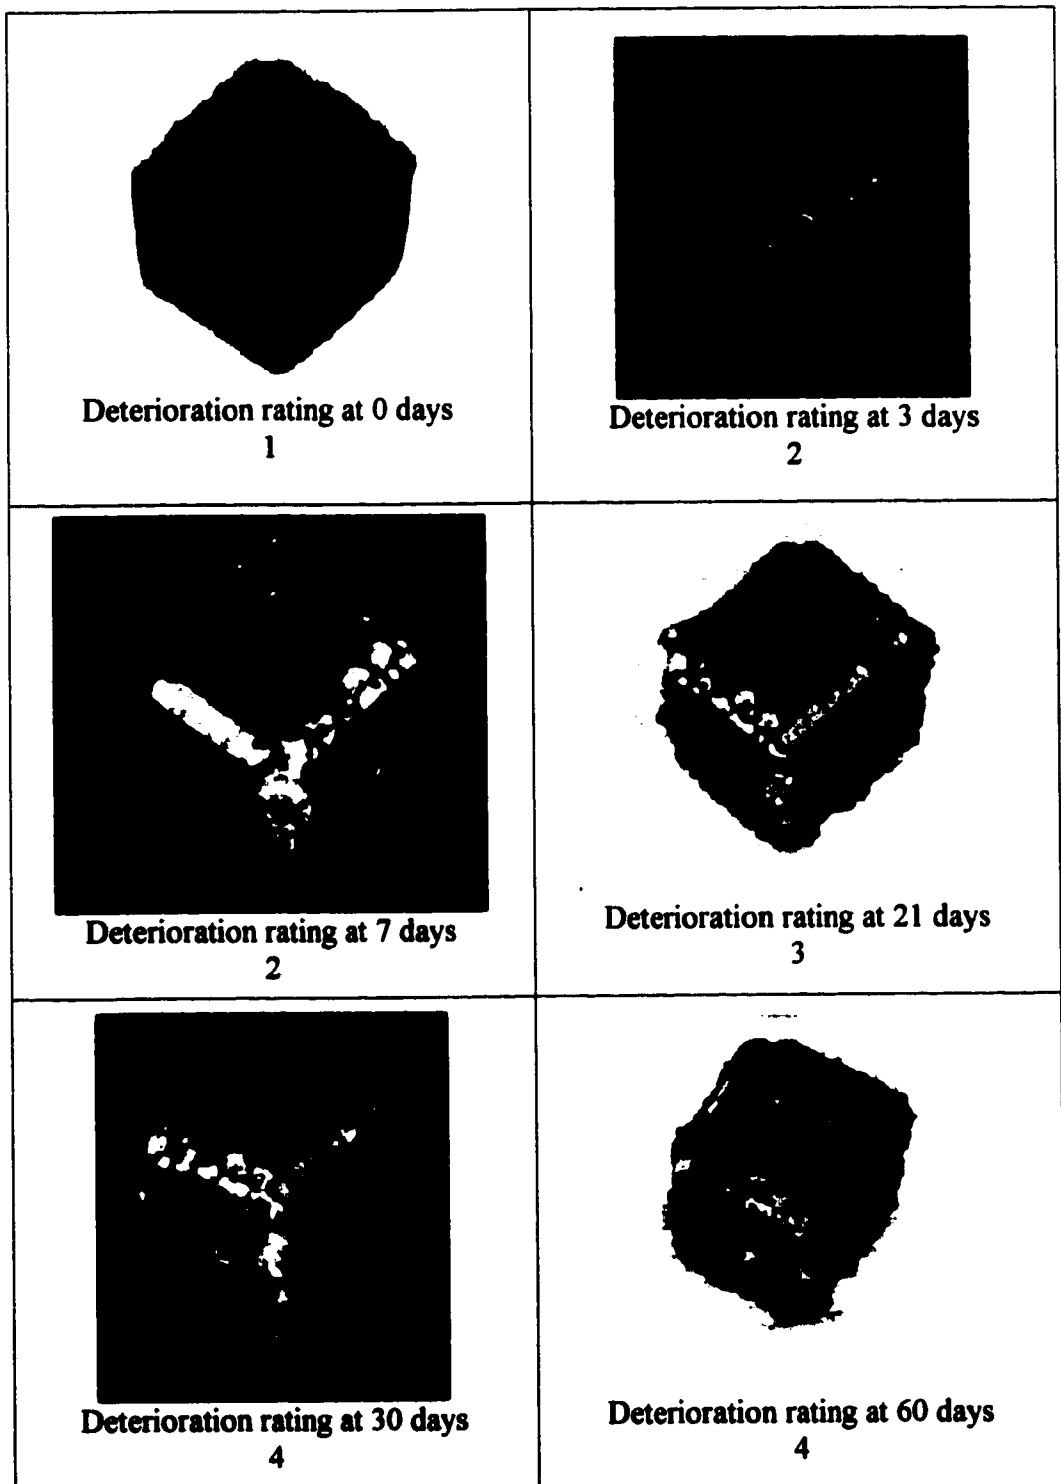 Deterioration rating at 0 days
1
Deterioration rating at 3 days
2
Deterioration rating at 7 days
2
Deterioration rating at 21 days
3
Deterioration rating at 30 days
4
Deterioration rating at 60 days
4